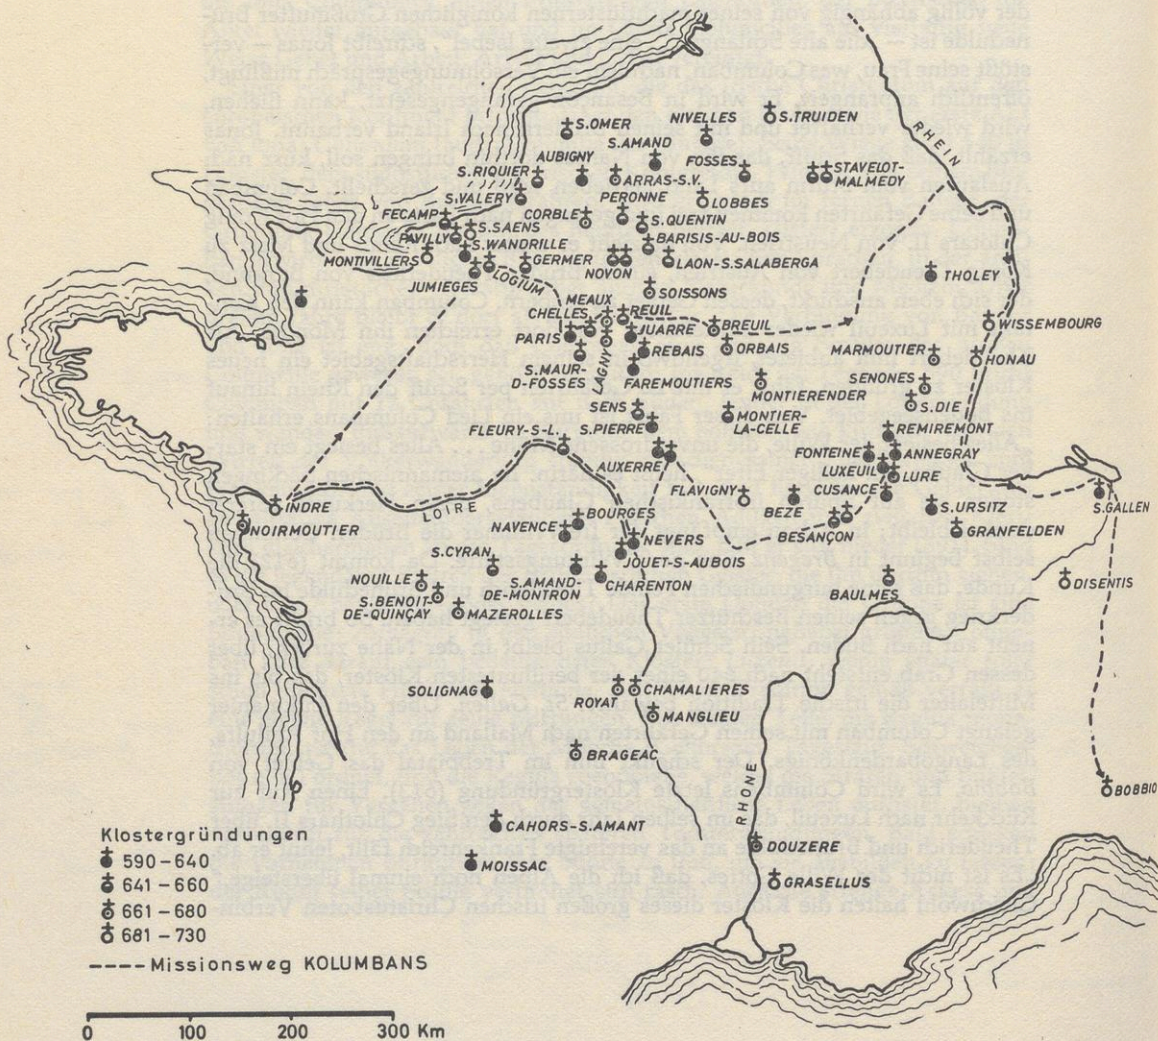 S.OMER
NIVELLES
S.TRUIDEN
RHEIN
S.AMAND
AUBIGNY
FOSSES
STAVELOT-
MALMEDY
S.RIQUIER
ARRAS-S.V.
S.VALERY
PERONNE
LOBBES
FECAMP
CORBLE
S.QUENTIN
S.SAENS
PAVILLY
S.WANDRILLE
BARISIS-AU-BOIS
MONTIVILLERS
GERMER
LAON-S.SALABERGA
THOLEY
JUMIEGES
LOGIUM
NOVON
SOISSONS
MEAUX
CHELLES
REUIL
WISSEMBOURG
PARIS
JUARRE
BREUIL
REBAIS
ORBAIS
MARMOUTIER
HONAU
S.MAUR-
D-FÒSSES
LAGNY
FAREMOUTIERS
MONTIERENDER
SENONES
S.DIE
SENS
MONTIER-
LA-CELLE
S.PIERRE
REMIREMONT
FLEURY-S-L.
FONTEINE
ANNEGRAY
AUXERRE
LUXEUIL
LURE
FLAVIGNY
CUSANCE
INDRE
LOIRE
BEZE
S.URSITZ
S.GALLEN
NOIRMOUTIER
BOURGES
BESANÇON
GRANFELDEN
NAVENCE
NEVERS
S.CYRAN
JOUET-S-AUBOIS
NOUILLE
S.AMAND-
DE-MONTRON
CHARENTON
BAULMES
DISENTIS
S.BENOIT-
DE-QUINÇAY
MAZEROLLES
SOLIGNAG
ROYAT
CHAMALIERES
MANGLIEU
BRAGEAC
RHONE
BOBBIO
CAHORS-S.AMANT
DOUZERE
MOISSAC
GRASELLUS
Klostergründungen
590-640
641-660
661-680
681-730
Missionsweg KOLUMBANS
0 100 200 300 Km